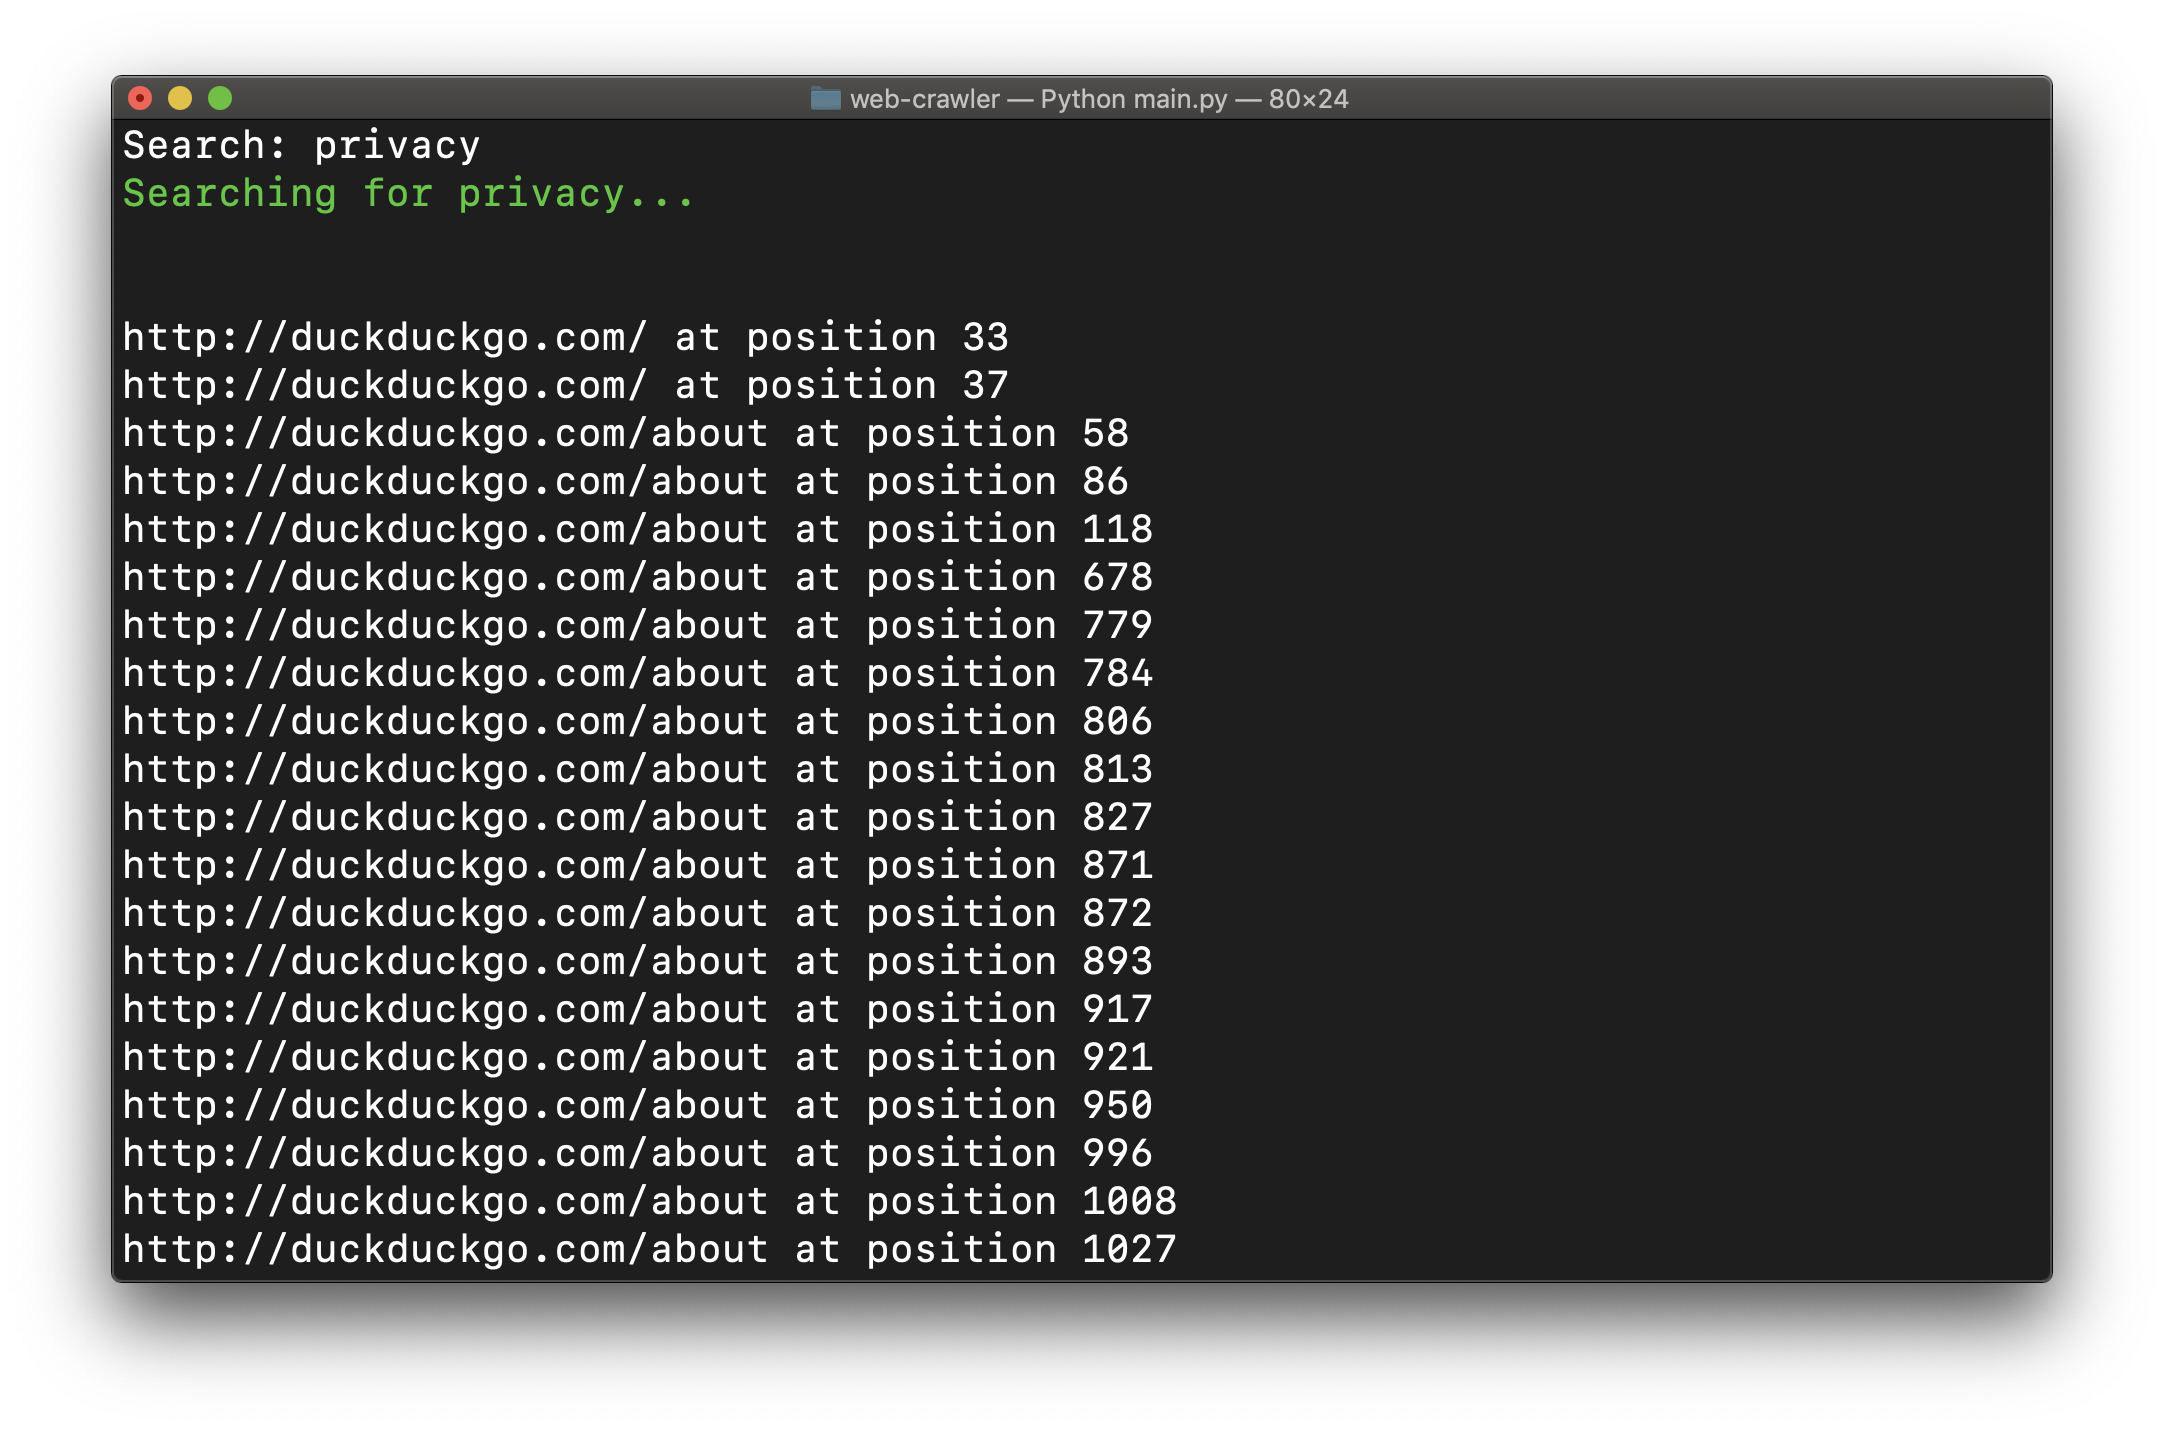 web-crawler — Python main.py — 80×24
Search: privacy
Searching for privacy...
http://duckduckgo.com/ at position 33
http://duckduckgo.com/ at position 37
http://duckduckgo.com/about at position 58
http://duckduckgo.com/about at position 86
http://duckduckgo.com/about at position 118
http://duckduckgo.com/about at position 678
http://duckduckgo.com/about at position 779
http://duckduckgo.com/about at position 784
http://duckduckgo.com/about at position 806
http://duckduckgo.com/about at position 813
http://duckduckgo.com/about at position 827
http://duckduckgo.com/about at position 871
http://duckduckgo.com/about at position 872
http://duckduckgo.com/about at position 893
http://duckduckgo.com/about at position 917
http://duckduckgo.com/about at position 921
http://duckduckgo.com/about at position 950
http://duckduckgo.com/about at position 996
http://duckduckgo.com/about at position 1008
http://duckduckgo.com/about at position 1027